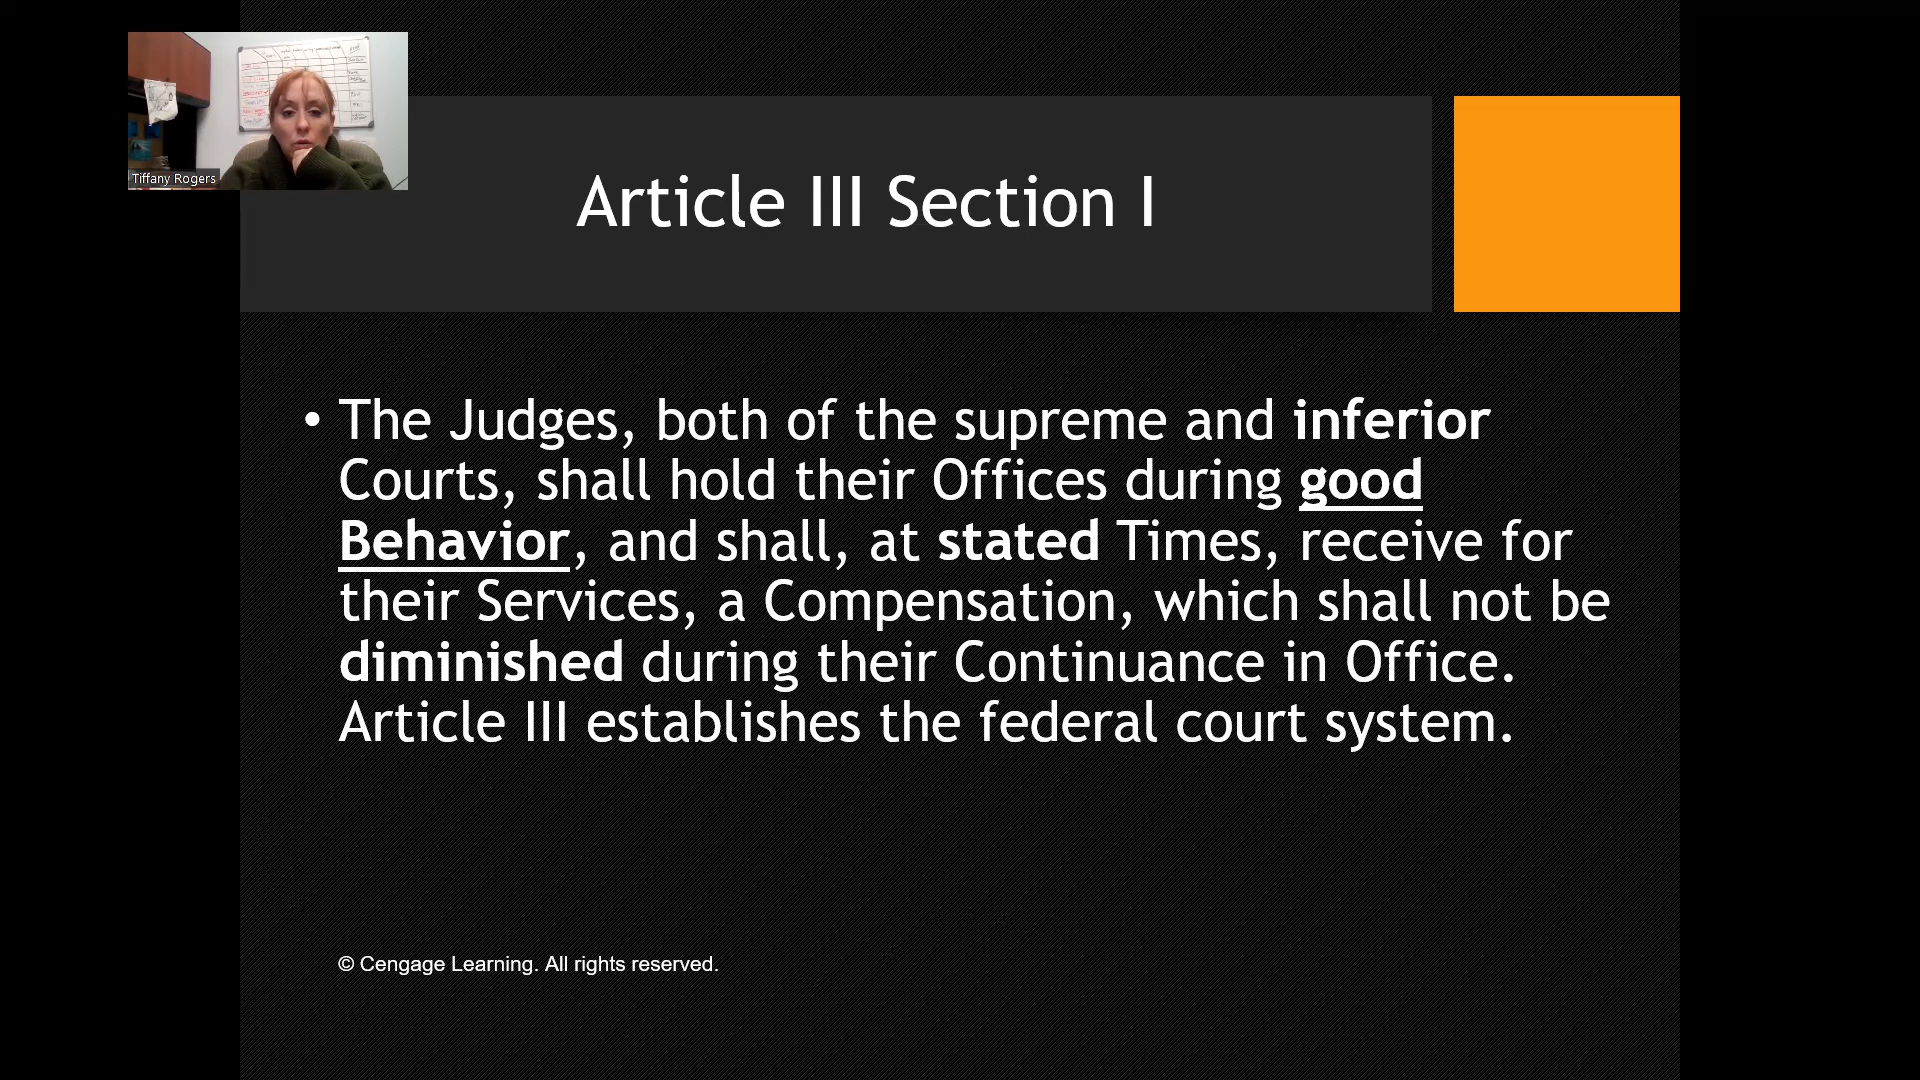 Tiffany Rogers
Article III Section I
• The Judges, both of the supreme and inferior
Courts, shall hold their Offices during good
Behavior, and shall, at stated Times, receive for
their Services, a Compensation, which shall not be
diminished during their Continuance in Office.
Article III establishes the federal court system.
© Cengage Learning. All rights reserved.